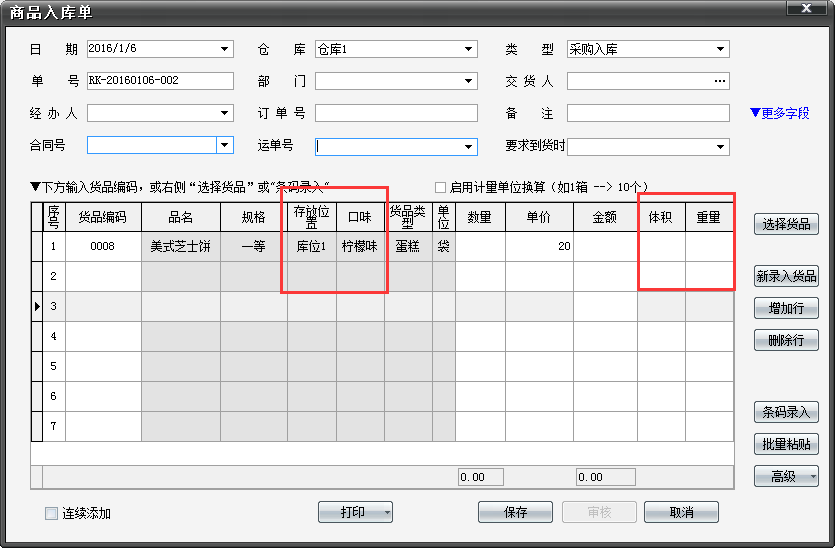 商品入库单
日 期 2016/1/6 仓 库 仓库1 类 型 采购入库
单 号 RK-20160106-002 部 门 交 货 人 ...
经 办 人 订 单 号 备 注 ▼更多字段
合同号 运单号 要求到货时
▼下方输入货品编码，或右侧“选择货品”或"条码录入" 启用计量单位换算（如1箱 --> 10个）
序号 货品编码 品名 规格 存放位置 口味 货品类型 单位 数量 单价 金额 体积 重量
1 0008 美式芝士饼 一等 库位1 柠檬味 蛋糕 袋 20
2
3
4
5
6
7
0.00 0.00
选择货品
新录入货品
增加行
删除行
条码录入
批量粘贴
高级
连续添加 打印 保存 审核 取消